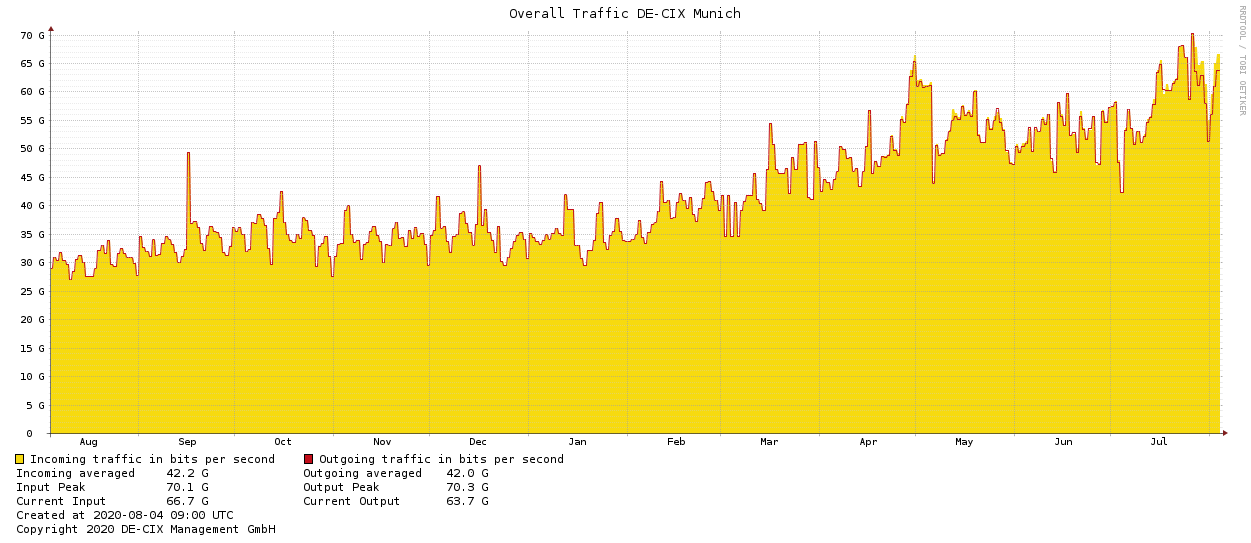 Overall Traffic DE-CIX Munich
RRDTOOL / TOBI OETIKER
70 G
65 G
60 G
55 G
50 G
45 G
40 G
35 G
30 G
25 G
20 G
15 G
10 G
5 G
0
Aug Sep Oct Nov Dec Jan Feb Mar Apr May Jun Jul
Incoming traffic in bits per second Outgoing traffic in bits per second
Incoming averaged 42.2 G Outgoing averaged 42.0 G
Input Peak 70.1 G Output Peak 70.3 G
Current Input 66.7 G Current Output 63.7 G
Created at 2020-08-04 09:00 UTC
Copyright 2020 DE-CIX Management GmbH